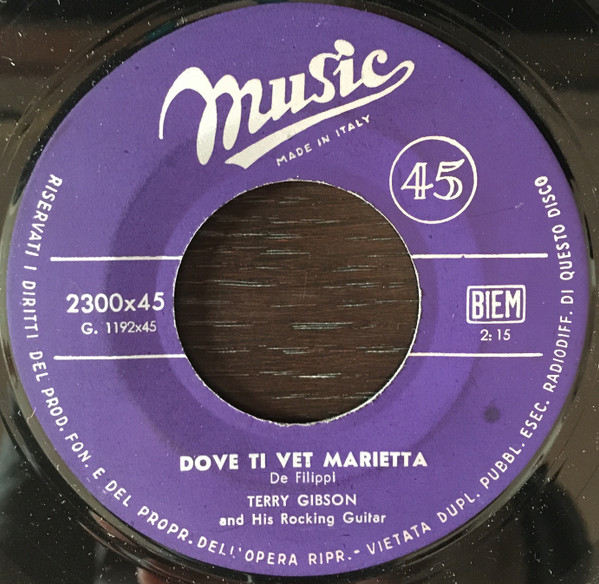 Music
MADE IN ITALY
45
2300x45
G. 1192x45
BIEM
2:15
DOVE TI VET MARIETTA
De Filippi
TERRY GIBSON
and His Rocking Guitar
RISERVATI I DIRITTI DEL PROD. FON. E DEL PROPR. DELL'OPERA RIPR.- VIETATA DUPL. PUBBL. ESEC. RADIODIFF. DI QUESTO DISCO